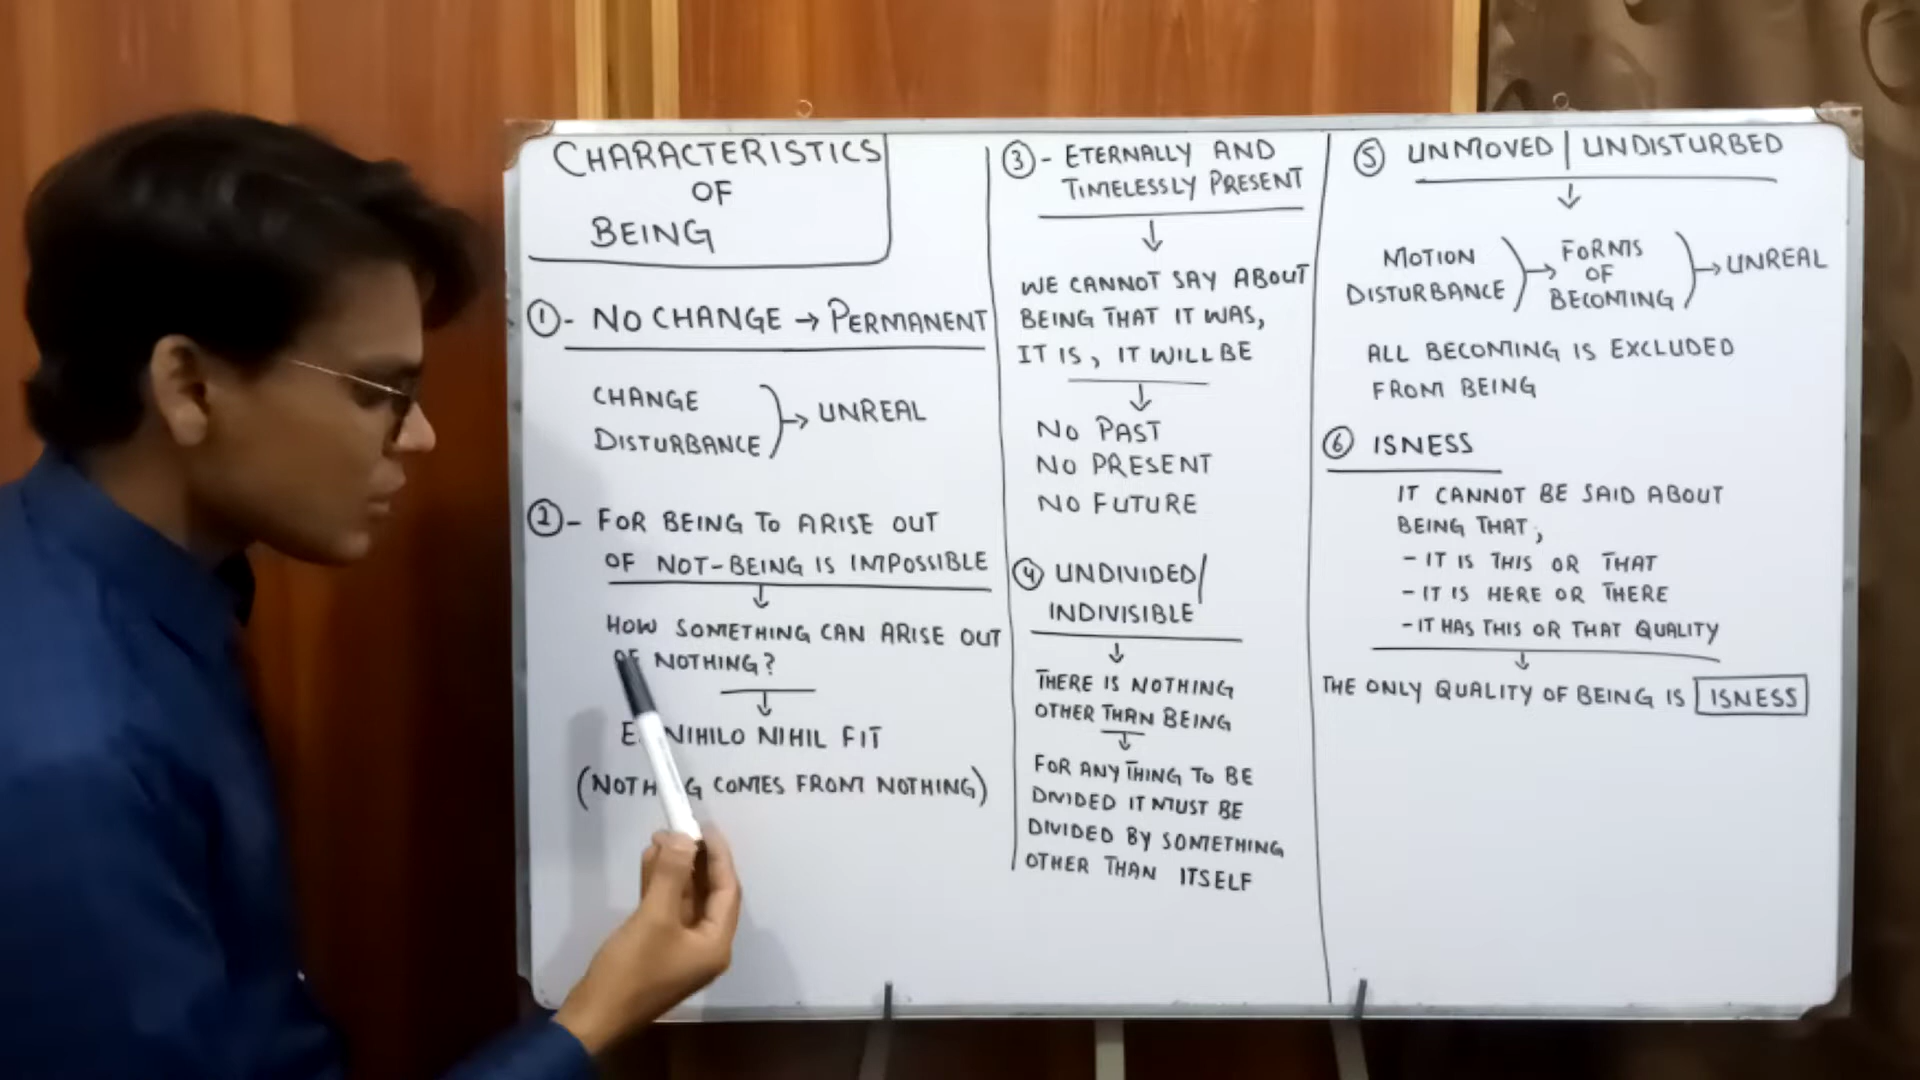 CHARACTERISTICS
OF
BEING
① - NO CHANGE → PERMANENT
CHANGE
DISTURBANCE
→ UNREAL
② - FOR BEING TO ARISE OUT
OF NOT-BEING IS IMPOSSIBLE
↓
HOW SOMETHING CAN ARISE OUT
OF NOTHING?
↓
NIHILO NIHIL FIT
(NOTHING COMES FROM NOTHING)
③ - ETERNALLY AND
TIMELESSLY PRESENT
↓
WE CANNOT SAY ABOUT
BEING THAT IT WAS,
IT IS, IT WILL BE
↓
NO PAST
NO PRESENT
NO FUTURE
④ UNDIVIDED/
INDIVISIBLE
↓
THERE IS NOTHING
OTHER THAN BEING
↓
FOR ANY THING TO BE
DIVIDED IT MUST BE
DIVIDED BY SOMETHING
OTHER THAN ITSELF
⑤ UNMOVED | UNDISTURBED
↓
MOTION
DISTURBANCE
→ FORMS
OF
BECOMING
→ UNREAL
ALL BECOMING IS EXCLUDED
FROM BEING
⑥ ISNESS
IT CANNOT BE SAID ABOUT
BEING THAT;
- IT IS THIS OR THAT
- IT IS HERE OR THERE
- IT HAS THIS OR THAT QUALITY
↓
THE ONLY QUALITY OF BEING IS ISNESS